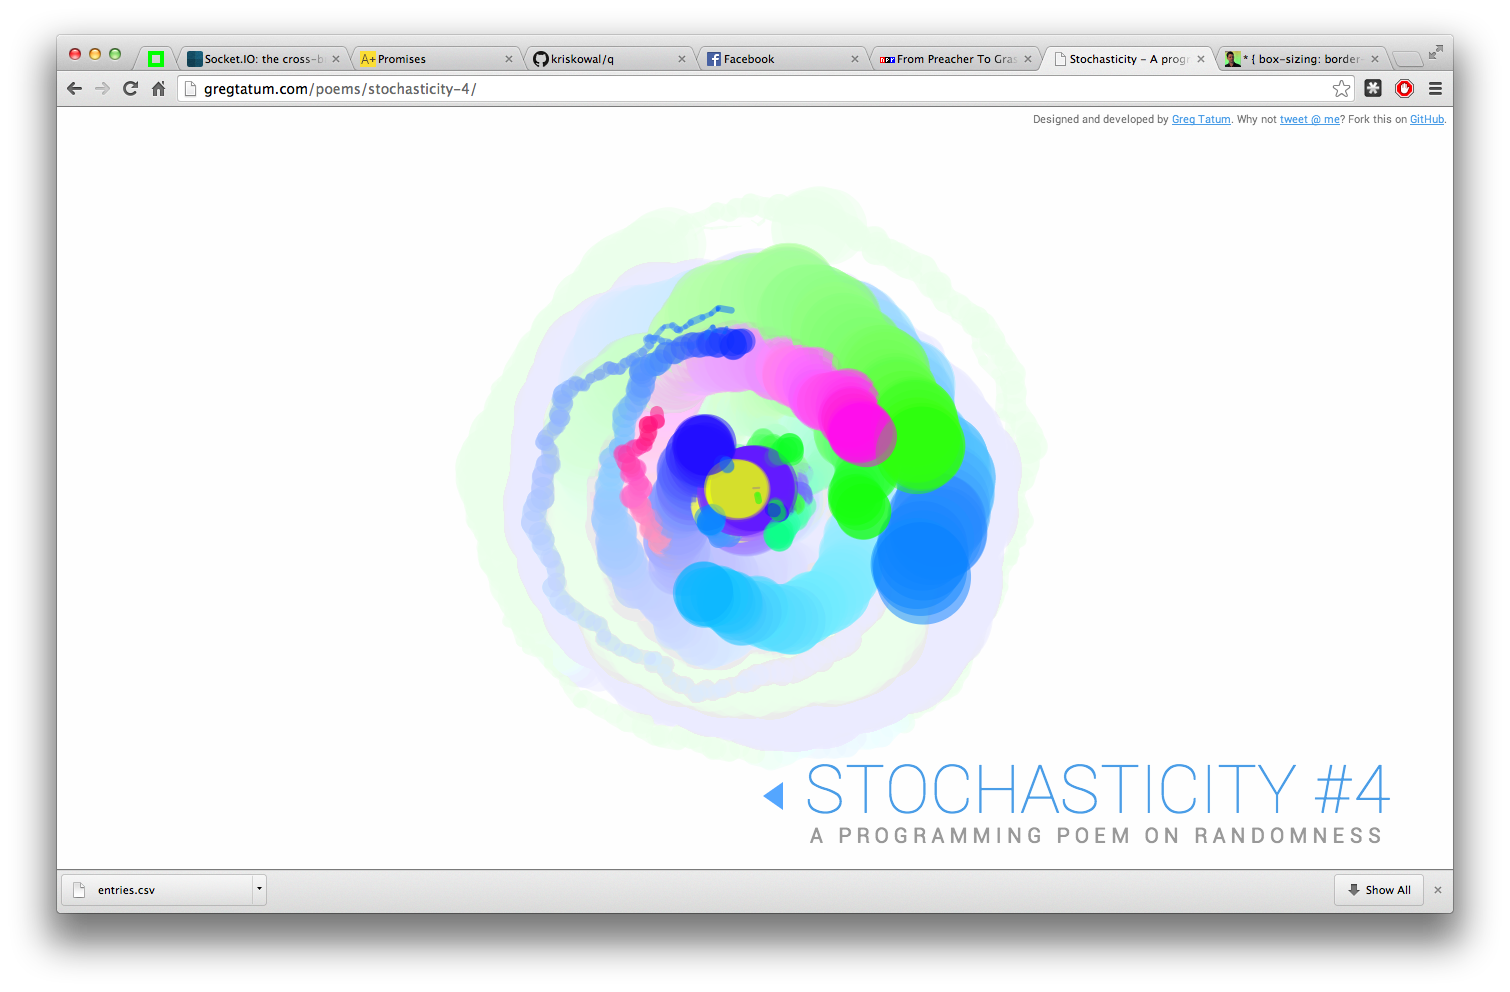 Socket.IO: the cross-b
A+ Promises
kriskowal/q
Facebook
npr From Preacher To Gras
Stochasticity - A progr
* { box-sizing: border-
gregtatum.com/poems/stochasticity-4/
Designed and developed by Greg Tatum. Why not tweet @ me? Fork this on GitHub.
STOCHASTICITY #4
A PROGRAMMING POEM ON RANDOMNESS
entries.csv
Show All